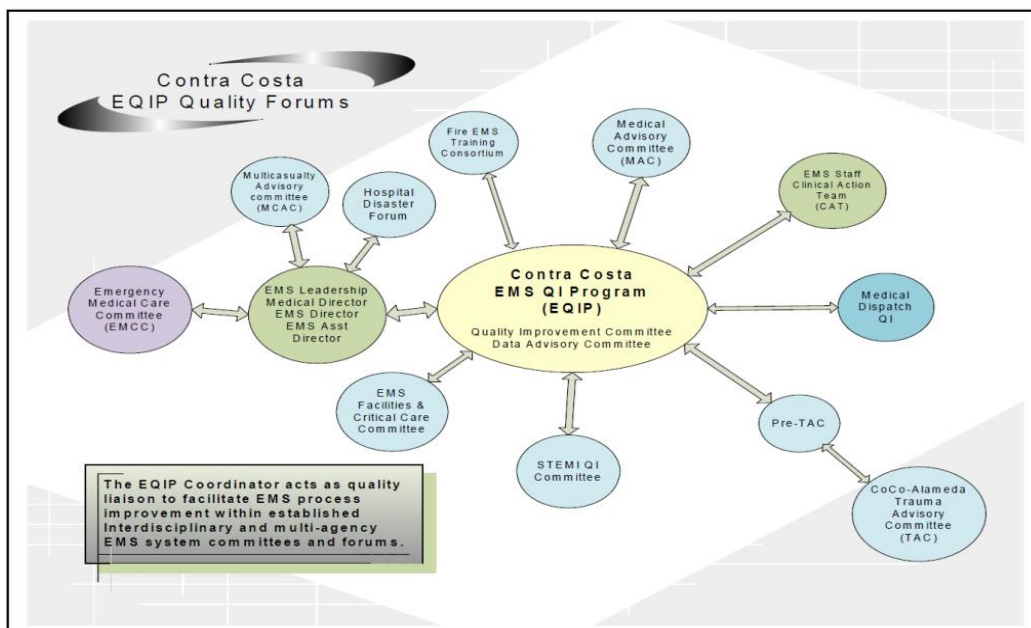 Contra Costa
EQIP Quality Forums
Fire EMS
Training
Consortium
Medical
Advisory
Committee
(MAC)
Multicasualty
Advisory
committee
(MCAC)
Hospital
Disaster
Forum
EMS Staff
Clinical Action
Team
(CAT)
Emergency
Medical Care
Committee
(EMCC)
EMS Leadership
Medical Director
EMS Director
EMS Asst
Director
Contra Costa
EMS QI Program
(EQIP)
Quality Improvement Committee
Data Advisory Committee
Medical
Dispatch
QI
EMS
Facilities &
Critical Care
Committee
STEMI QI
Committee
Pre-TAC
CoCo-Alameda
Trauma
Advisory
Committee
(TAC)
The EQIP Coordinator acts as quality
liaison to facilitate EMS process
improvement within established
Interdisciplinary and multi-agency
EMS system committees and forums.